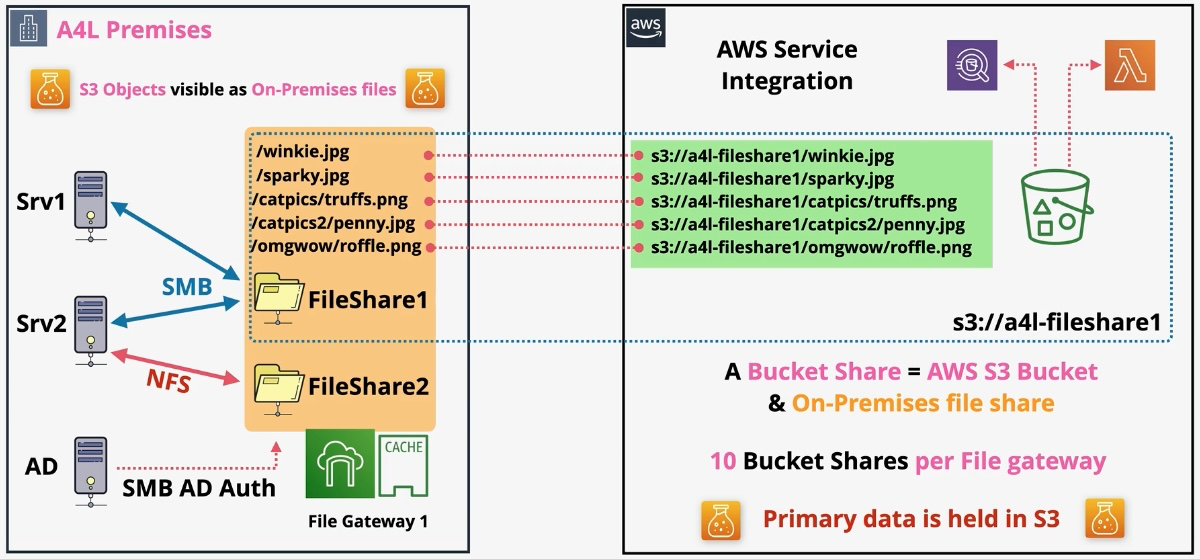 A4L Premises
S3 Objects visible as On-Premises files
/winkie.jpg
/sparky.jpg
/catpics/truffs.png
/catpics2/penny.jpg
/omgwow/roffle.png
Srv1
SMB
FileShare1
Srv2
NFS
FileShare2
AD
SMB AD Auth
CACHE
File Gateway 1
aws
AWS Service
Integration
s3://a4l-fileshare1/winkie.jpg
s3://a4l-fileshare1/sparky.jpg
s3://a4l-fileshare1/catpics/truffs.png
s3://a4l-fileshare1/catpics2/penny.jpg
s3://a4l-fileshare1/omgwow/roffle.png
s3://a4l-fileshare1
A Bucket Share = AWS S3 Bucket
& On-Premises file share
10 Bucket Shares per File gateway
Primary data is held in S3